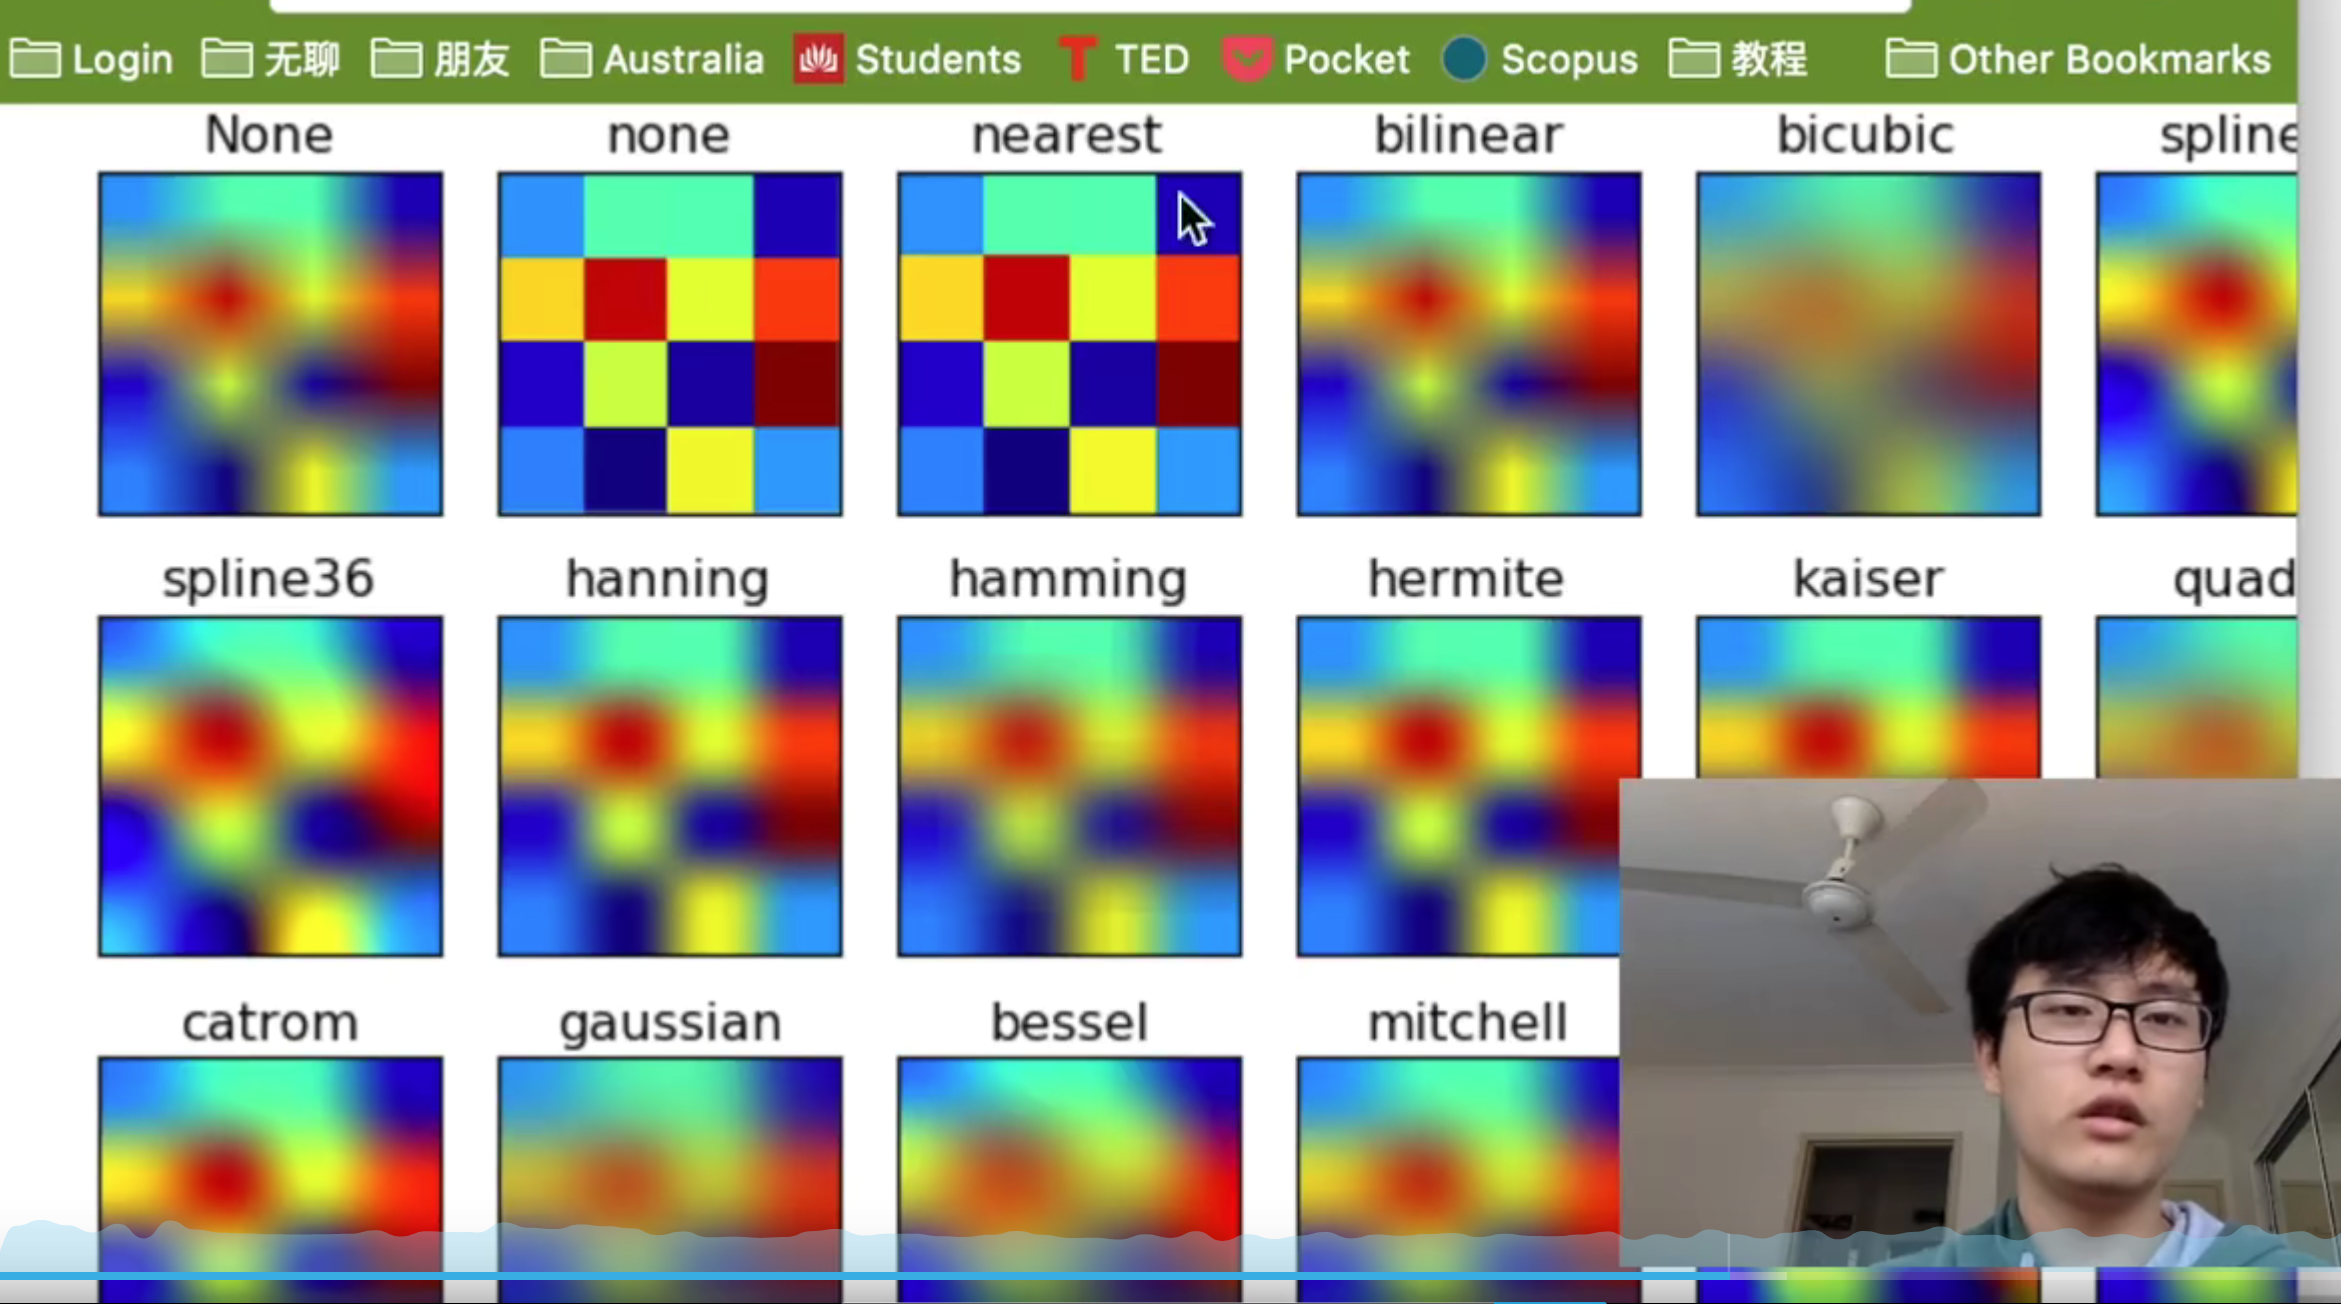 Login 无聊 朋友 Australia Students TED Pocket Scopus 教程 Other Bookmarks
None none nearest bilinear bicubic spline
spline36 hanning hamming hermite kaiser quad
catrom gaussian bessel mitchell